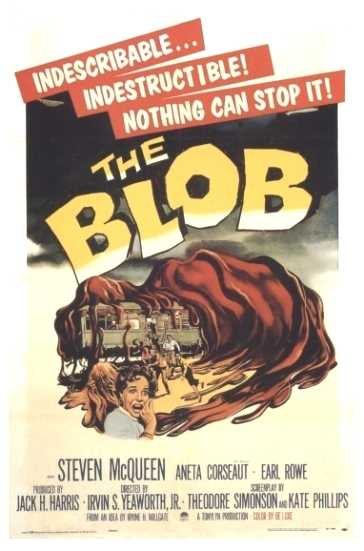 INDESCRIBABLE...
INDESTRUCTIBLE!
NOTHING CAN STOP IT!
THE
BLOB
STEVEN McQUEEN ANETA CORSEAUT · EARL ROWE
PRODUCED BY DIRECTED BY SCREENPLAY BY
JACK H. HARRIS · IRVIN S. YEAWORTH, JR. · THEODORE SIMONSON AND KATE PHILLIPS
FROM AN IDEA BY IRVINE H. MILLGATE A TONYLYN PRODUCTION COLOR BY DE LUXE